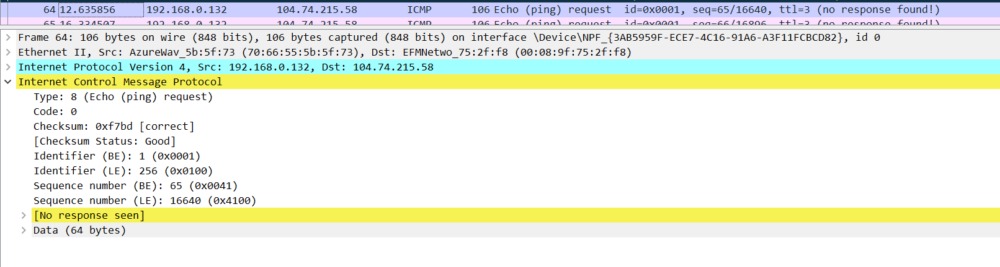 64 12.635856 192.168.0.132 104.74.215.58 ICMP 106 Echo (ping) request id=0x0001, seq=65/16640, ttl=3 (no response found!)
65 16.334507 192.168.0.132 104.74.215.58 ICMP 106 Echo (ping) request id=0x0001, seq=66/16896, ttl=3 (no response found!)
Frame 64: 106 bytes on wire (848 bits), 106 bytes captured (848 bits) on interface \Device\NPF_{3AB5959F-ECE7-4C16-91A6-A3F11FCBCD82}, id 0
Ethernet II, Src: AzureWav_5b:5f:73 (70:66:55:5b:5f:73), Dst: EFMNetwo_75:2f:f8 (00:08:9f:75:2f:f8)
Internet Protocol Version 4, Src: 192.168.0.132, Dst: 104.74.215.58
Internet Control Message Protocol
Type: 8 (Echo (ping) request)
Code: 0
Checksum: 0xf7bd [correct]
[Checksum Status: Good]
Identifier (BE): 1 (0x0001)
Identifier (LE): 256 (0x0100)
Sequence number (BE): 65 (0x0041)
Sequence number (LE): 16640 (0x4100)
[No response seen]
Data (64 bytes)